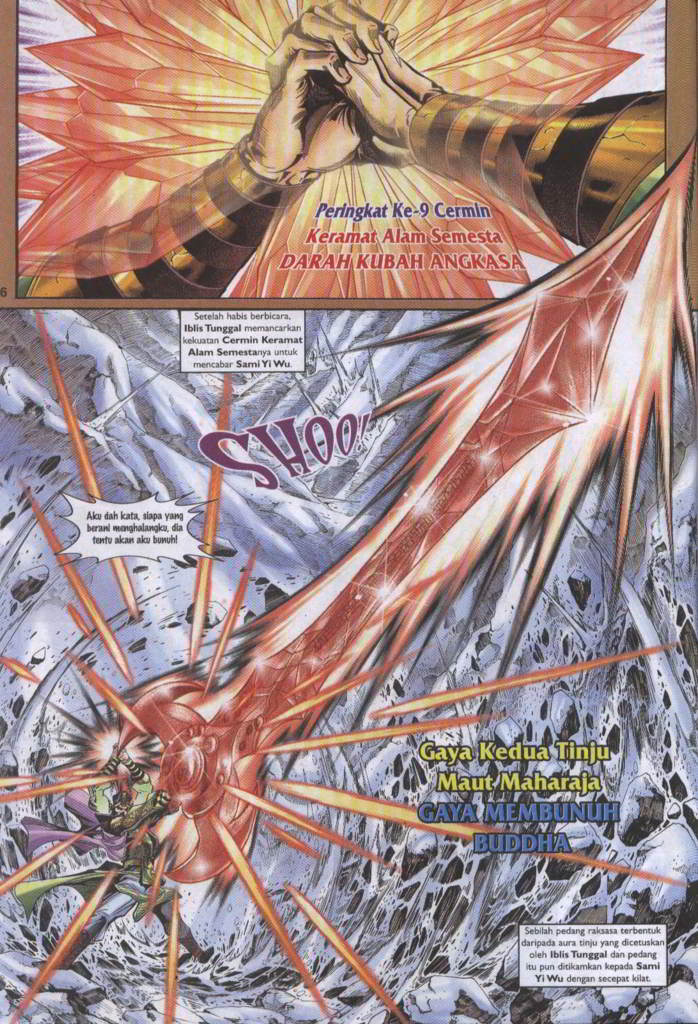 Peringkat Ke-9 Cermin
Keramat Alam Semesta
DARAH KUBAH ANGKASA
6
Setelah habis berbicara,
Iblis Tunggal memancarkan
kekuatan Cermin Keramat
Alam Semestanya untuk
mencabar Sami Yi Wu.
SHOO!
Aku dah kata, siapa yang
berani menghalangku, dia
tentu akan aku bunuh!
Gaya Kedua Tinju
Maut Maharaja
GAYA MEMBUNUH
BUDDHA
Sebilah pedang raksasa terbentuk
daripada aura tinju yang dicetuskan
oleh Iblis Tunggal dan pedang
itu pun ditikamkan kepada Sami
Yi Wu dengan secepat kilat.